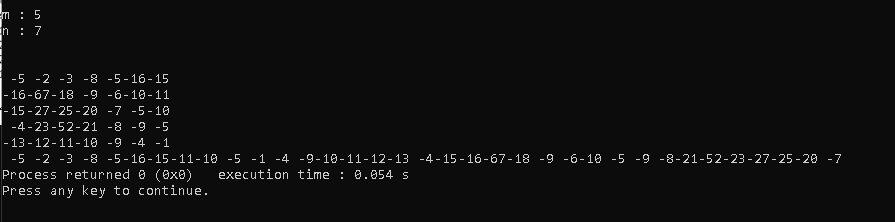 m : 5
n : 7
 -5 -2 -3 -8 -5-16-15
-16-67-18 -9 -6-10-11
-15-27-25-20 -7 -5-10
 -4-23-52-21 -8 -9 -5
-13-12-11-10 -9 -4 -1
 -5 -2 -3 -8 -5-16-15-11-10 -5 -1 -4 -9-10-11-12-13 -4-15-16-67-18 -9 -6-10 -5 -9 -8-21-52-23-27-25-20 -7
Process returned 0 (0x0)   execution time : 0.054 s
Press any key to continue.